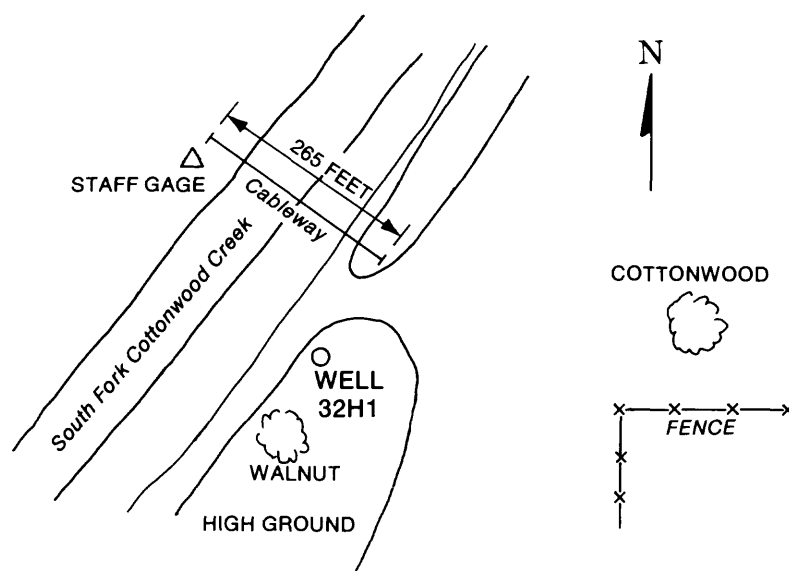 N
265 FEET
Cableway
STAFF GAGE
South Fork Cottonwood Creek
COTTONWOOD
WELL
32H1
FENCE
WALNUT
HIGH GROUND